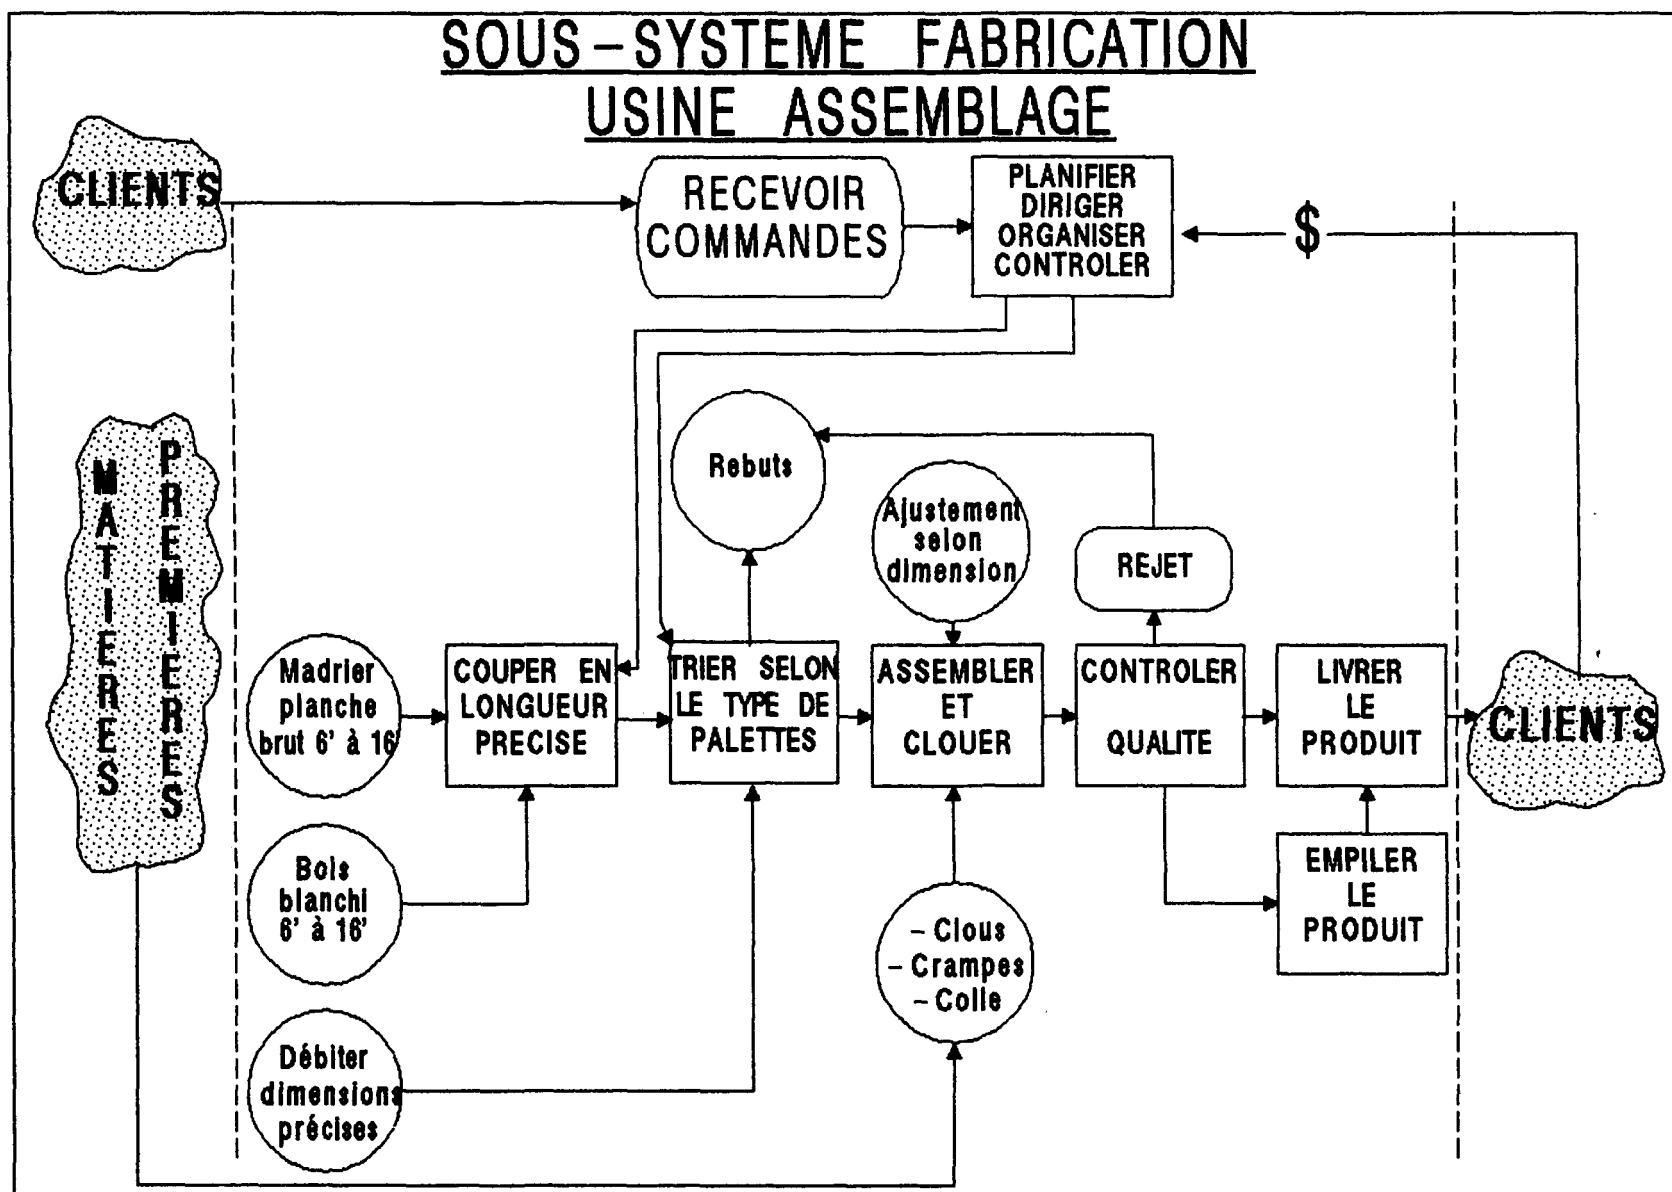 SOUS-SYSTEME FABRICATION
USINE ASSEMBLAGE
CLIENTS
RECEVOIR
COMMANDES
PLANIFIER
DIRIGER
ORGANISER
CONTROLER
$
MATIERES
PREMIERES
Rebuts
Ajustement
selon
dimension
REJET
Madrier
planche
brut 6' à 16
COUPER EN
LONGUEUR
PRECISE
TRIER SELON
LE TYPE DE
PALETTES
ASSEMBLER
ET
CLOUER
CONTROLER
QUALITE
LIVRER
LE
PRODUIT
CLIENTS
Bois
blanchi
6' à 16'
- Clous
- Crampes
- Colle
EMPILER
LE
PRODUIT
Débiter
dimensions
précises